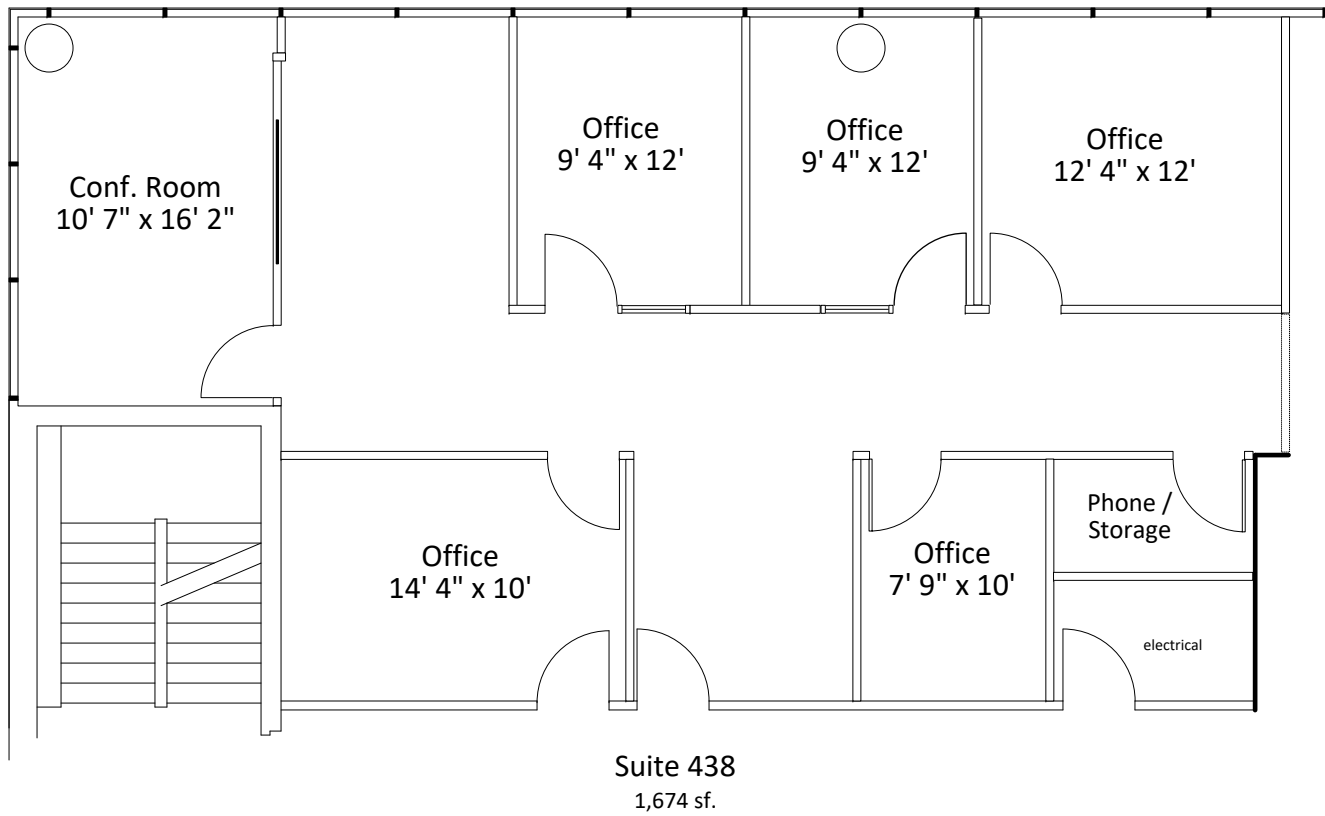 Office
9' 4" x 12'
Office
9' 4" x 12'
Office
12' 4" x 12'
Conf. Room
10' 7" x 16' 2"
Office
14' 4" x 10'
Office
7' 9" x 10'
Phone /
Storage
electrical
Suite 438
1,674 sf.